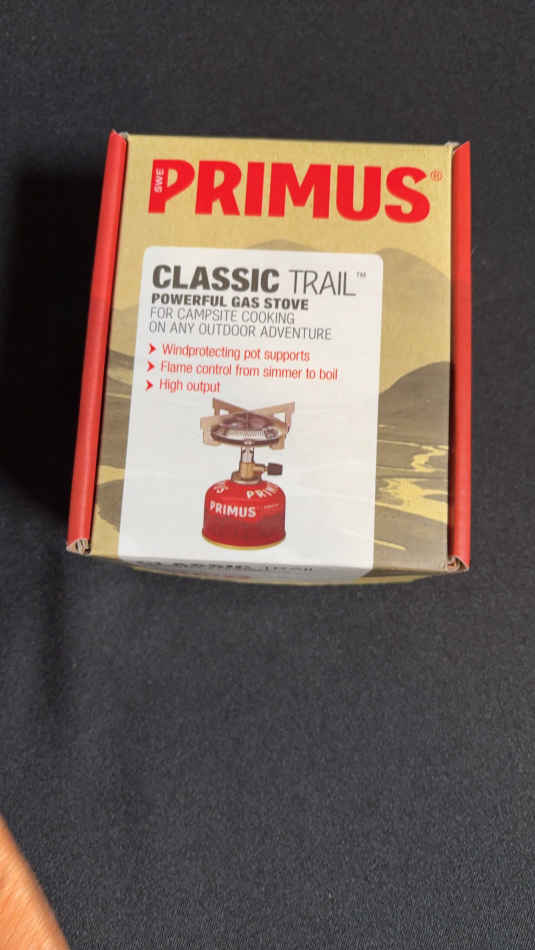 SWE
PRIMUS®
CLASSIC TRAIL™
POWERFUL GAS STOVE
FOR CAMPSITE COOKING
ON ANY OUTDOOR ADVENTURE
Windprotecting pot supports
Flame control from simmer to boil
High output
PRIMUS
PRIMUS